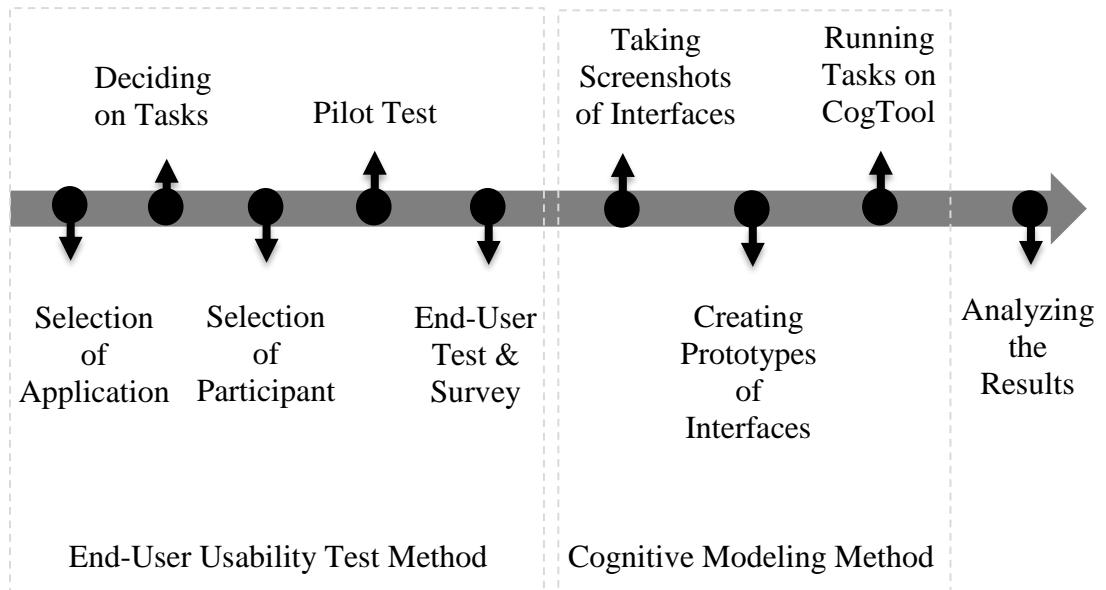 Deciding
on Tasks
Pilot Test
Taking
Screenshots
of Interfaces
Running
Tasks on
CogTool
Selection
of
Application
Selection
of
Participant
End-User
Test &
Survey
Creating
Prototypes
of
Interfaces
Analyzing
the
Results
End-User Usability Test Method
Cognitive Modeling Method